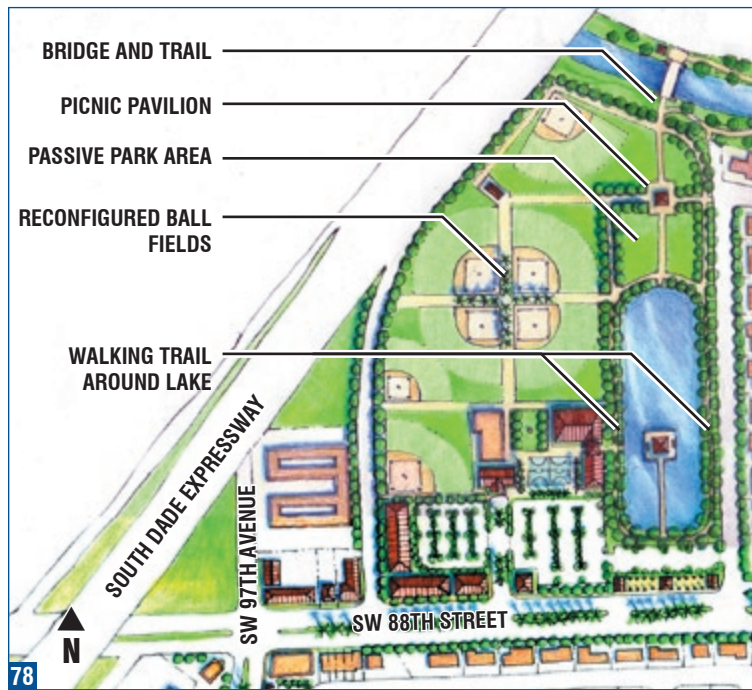 BRIDGE AND TRAIL
PICNIC PAVILION
PASSIVE PARK AREA
RECONFIGURED BALL
FIELDS
WALKING TRAIL
AROUND LAKE
SOUTH DADE EXPRESSWAY
SW 97TH AVENUE
SW 88TH STREET
N
78